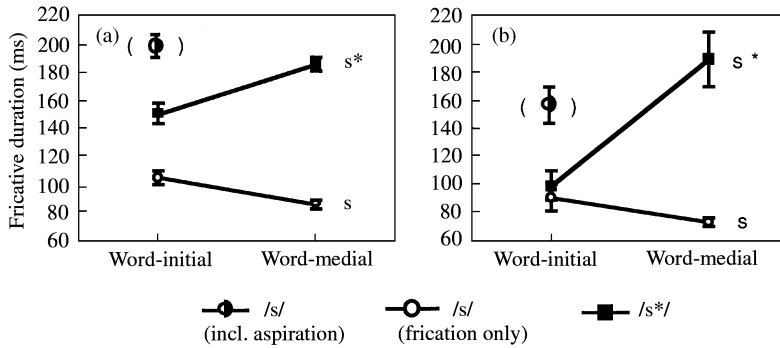 Fricative duration (ms)
220
200
180
160
140
120
100
80
60
(a)
( )
s*
s
Word-initial Word-medial
220
200
180
160
140
120
100
80
60
(b)
( )
s *
s
Word-initial Word-medial
/s/
(incl. aspiration)
/s/
(frication only)
/s*/